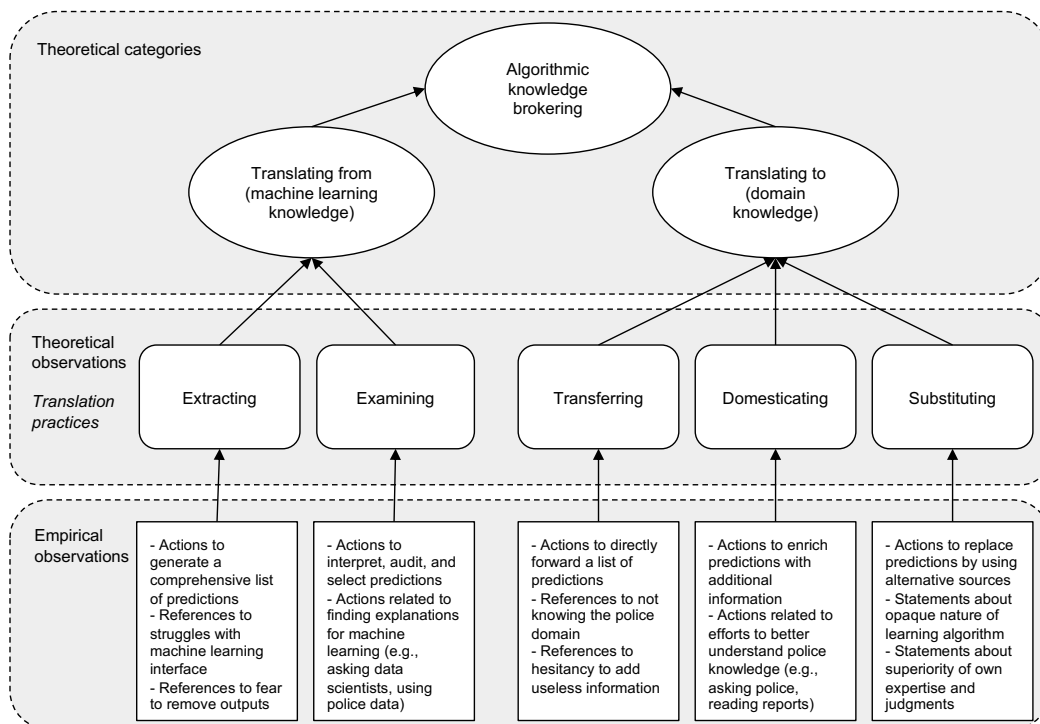 Theoretical categories
Algorithmic
knowledge
brokering
Translating from
(machine learning
knowledge)
Translating to
(domain
knowledge)
Theoretical
observations
Translation
practices
Extracting
Examining
Transferring
Domesticating
Substituting
Empirical
observations
- Actions to
generate a
comprehensive list
of predictions
- References to
struggles with
machine learning
interface
- References to fear
to remove outputs
- Actions to
interpret, audit, and
select predictions
- Actions related to
finding explanations
for machine
learning (e.g.,
asking data
scientists, using
police data)
- Actions to directly
forward a list of
predictions
- References to not
knowing the police
domain
- References to
hesitancy to add
useless information
- Actions to enrich
predictions with
additional
information
- Actions related to
efforts to better
understand police
knowledge (e.g.,
asking police,
reading reports)
- Actions to replace
predictions by using
alternative sources
- Statements about
opaque nature of
learning algorithm
- Statements about
superiority of own
expertise and
judgments